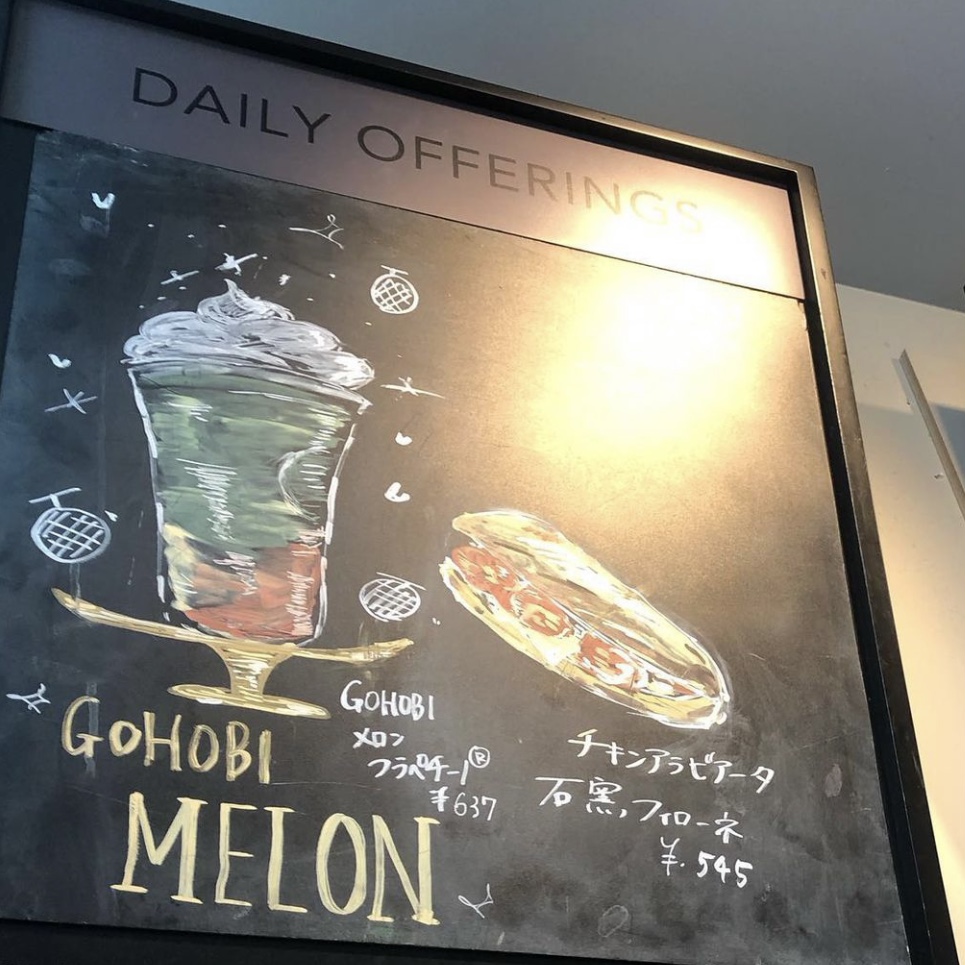 DAILY OFFERINGS
GOHOBI
MELON
GOHOBI
メロン
フラペチーノ®
¥637
チキンアラビアータ
石窯フィローネ
¥.545